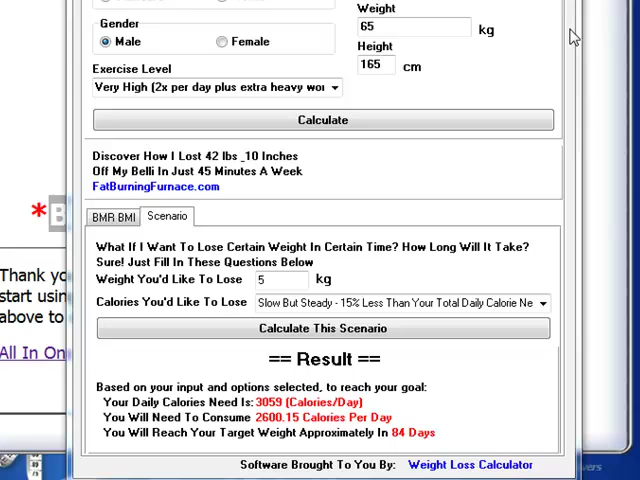 Weight
Gender
65 kg
Male Female
Height
Exercise Level
165 cm
Very High (2x per day plus extra heavy wor
Calculate
Discover How I Lost 42 lbs _10 Inches
Off My Belli In Just 45 Minutes A Week
FatBurningFurnace.com
*B
BMR BMI Scenario
What If I Want To Lose Certain Weight In Certain Time? How Long Will It Take?
Sure! Just Fill In These Questions Below
Thank yo
Weight You'd Like To Lose 5 kg
start usin
Calories You'd Like To Lose Slow But Steady - 15% Less Than Your Total Daily Calorie Ne
above to
Calculate This Scenario
All In On
== Result ==
Based on your input and options selected, to reach your goal:
Your Daily Calories Need Is: 3059 (Calories/Day)
You Will Need To Consume 2600.15 Calories Per Day
You Will Reach Your Target Weight Approximately In 84 Days
Software Brought To You By: Weight Loss Calculator